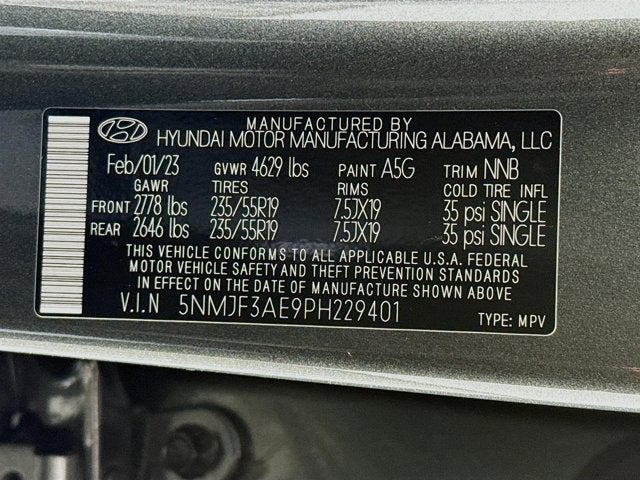 MANUFACTURED BY
HYUNDAI MOTOR MANUFACTURING ALABAMA, LLC
Feb/01/23 GVWR 4629 lbs PAINT A5G TRIM NNB
GAWR TIRES RIMS COLD TIRE INFL
FRONT 2778 lbs 235/55R19 7.5JX19 35 psi SINGLE
REAR 2646 lbs 235/55R19 7.5JX19 35 psi SINGLE
THIS VEHICLE CONFORMS TO ALL APPLICABLE U.S.A. FEDERAL
MOTOR VEHICLE SAFETY AND THEFT PREVENTION STANDARDS
IN EFFECT ON THE DATE OF MANUFACTURE SHOWN ABOVE
V.I.N 5NMJF3AE9PH229401 TYPE: MPV